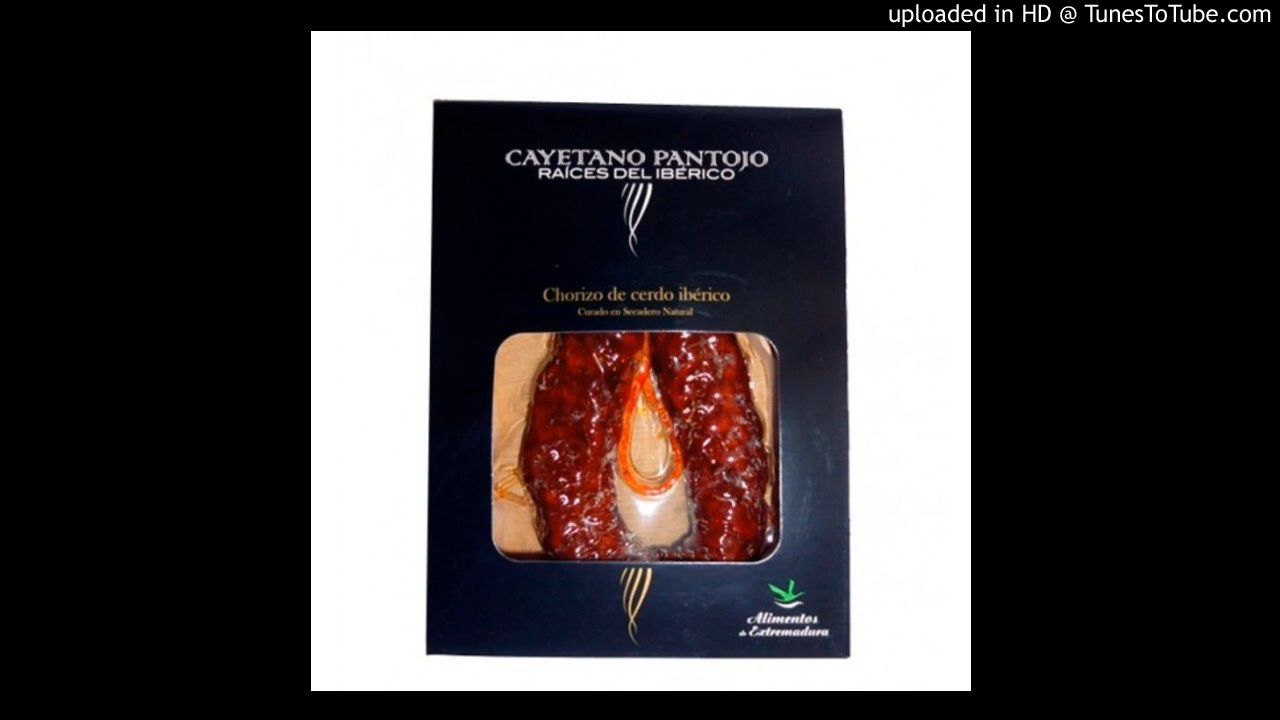 uploaded in HD @ TunesToTube.com
CAYETANO PANTOJO
RAÍCES DEL IBÉRICO
Chorizo de cerdo ibérico
Curado en Secadero Natural
Alimentos
de Extremadura